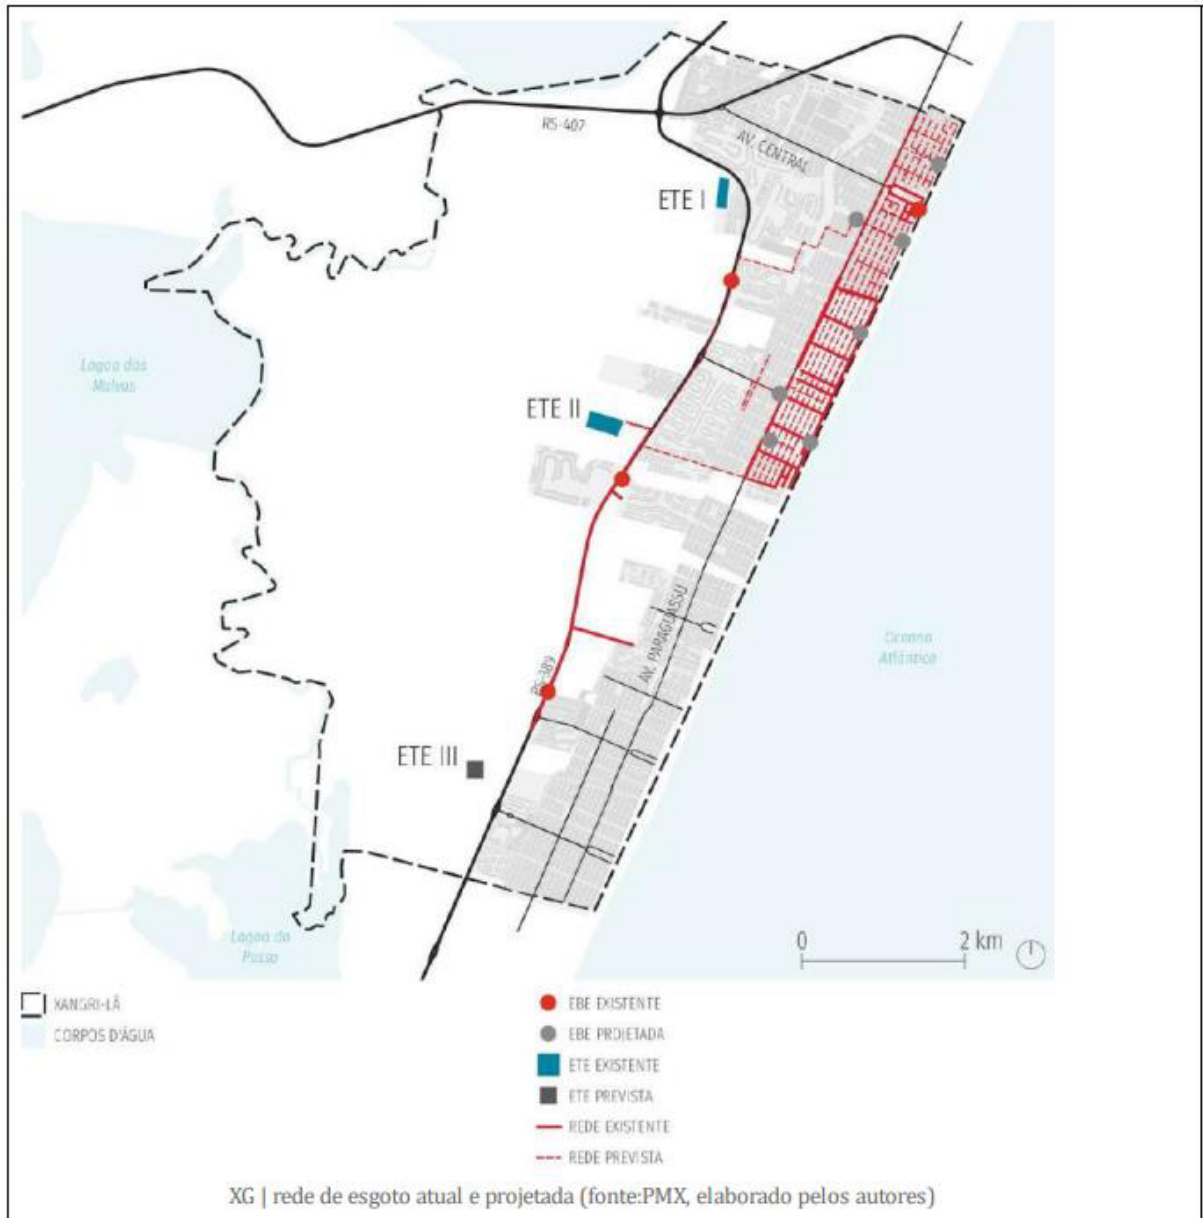 RS-407
AV. CENTRAL
ETE I
Lagoa das
Malvas
ETE II
AV. PARAGUASSU
Oceano
Atlântico
RS-389
ETE III
Lagoa do
Passo
0 2 km
XANGRI-LÁ
CORPOS D'ÁGUA
EBE EXISTENTE
EBE PROJETADA
ETE EXISTENTE
ETE PREVISTA
REDE EXISTENTE
REDE PREVISTA
XG | rede de esgoto atual e projetada (fonte:PMX, elaborado pelos autores)